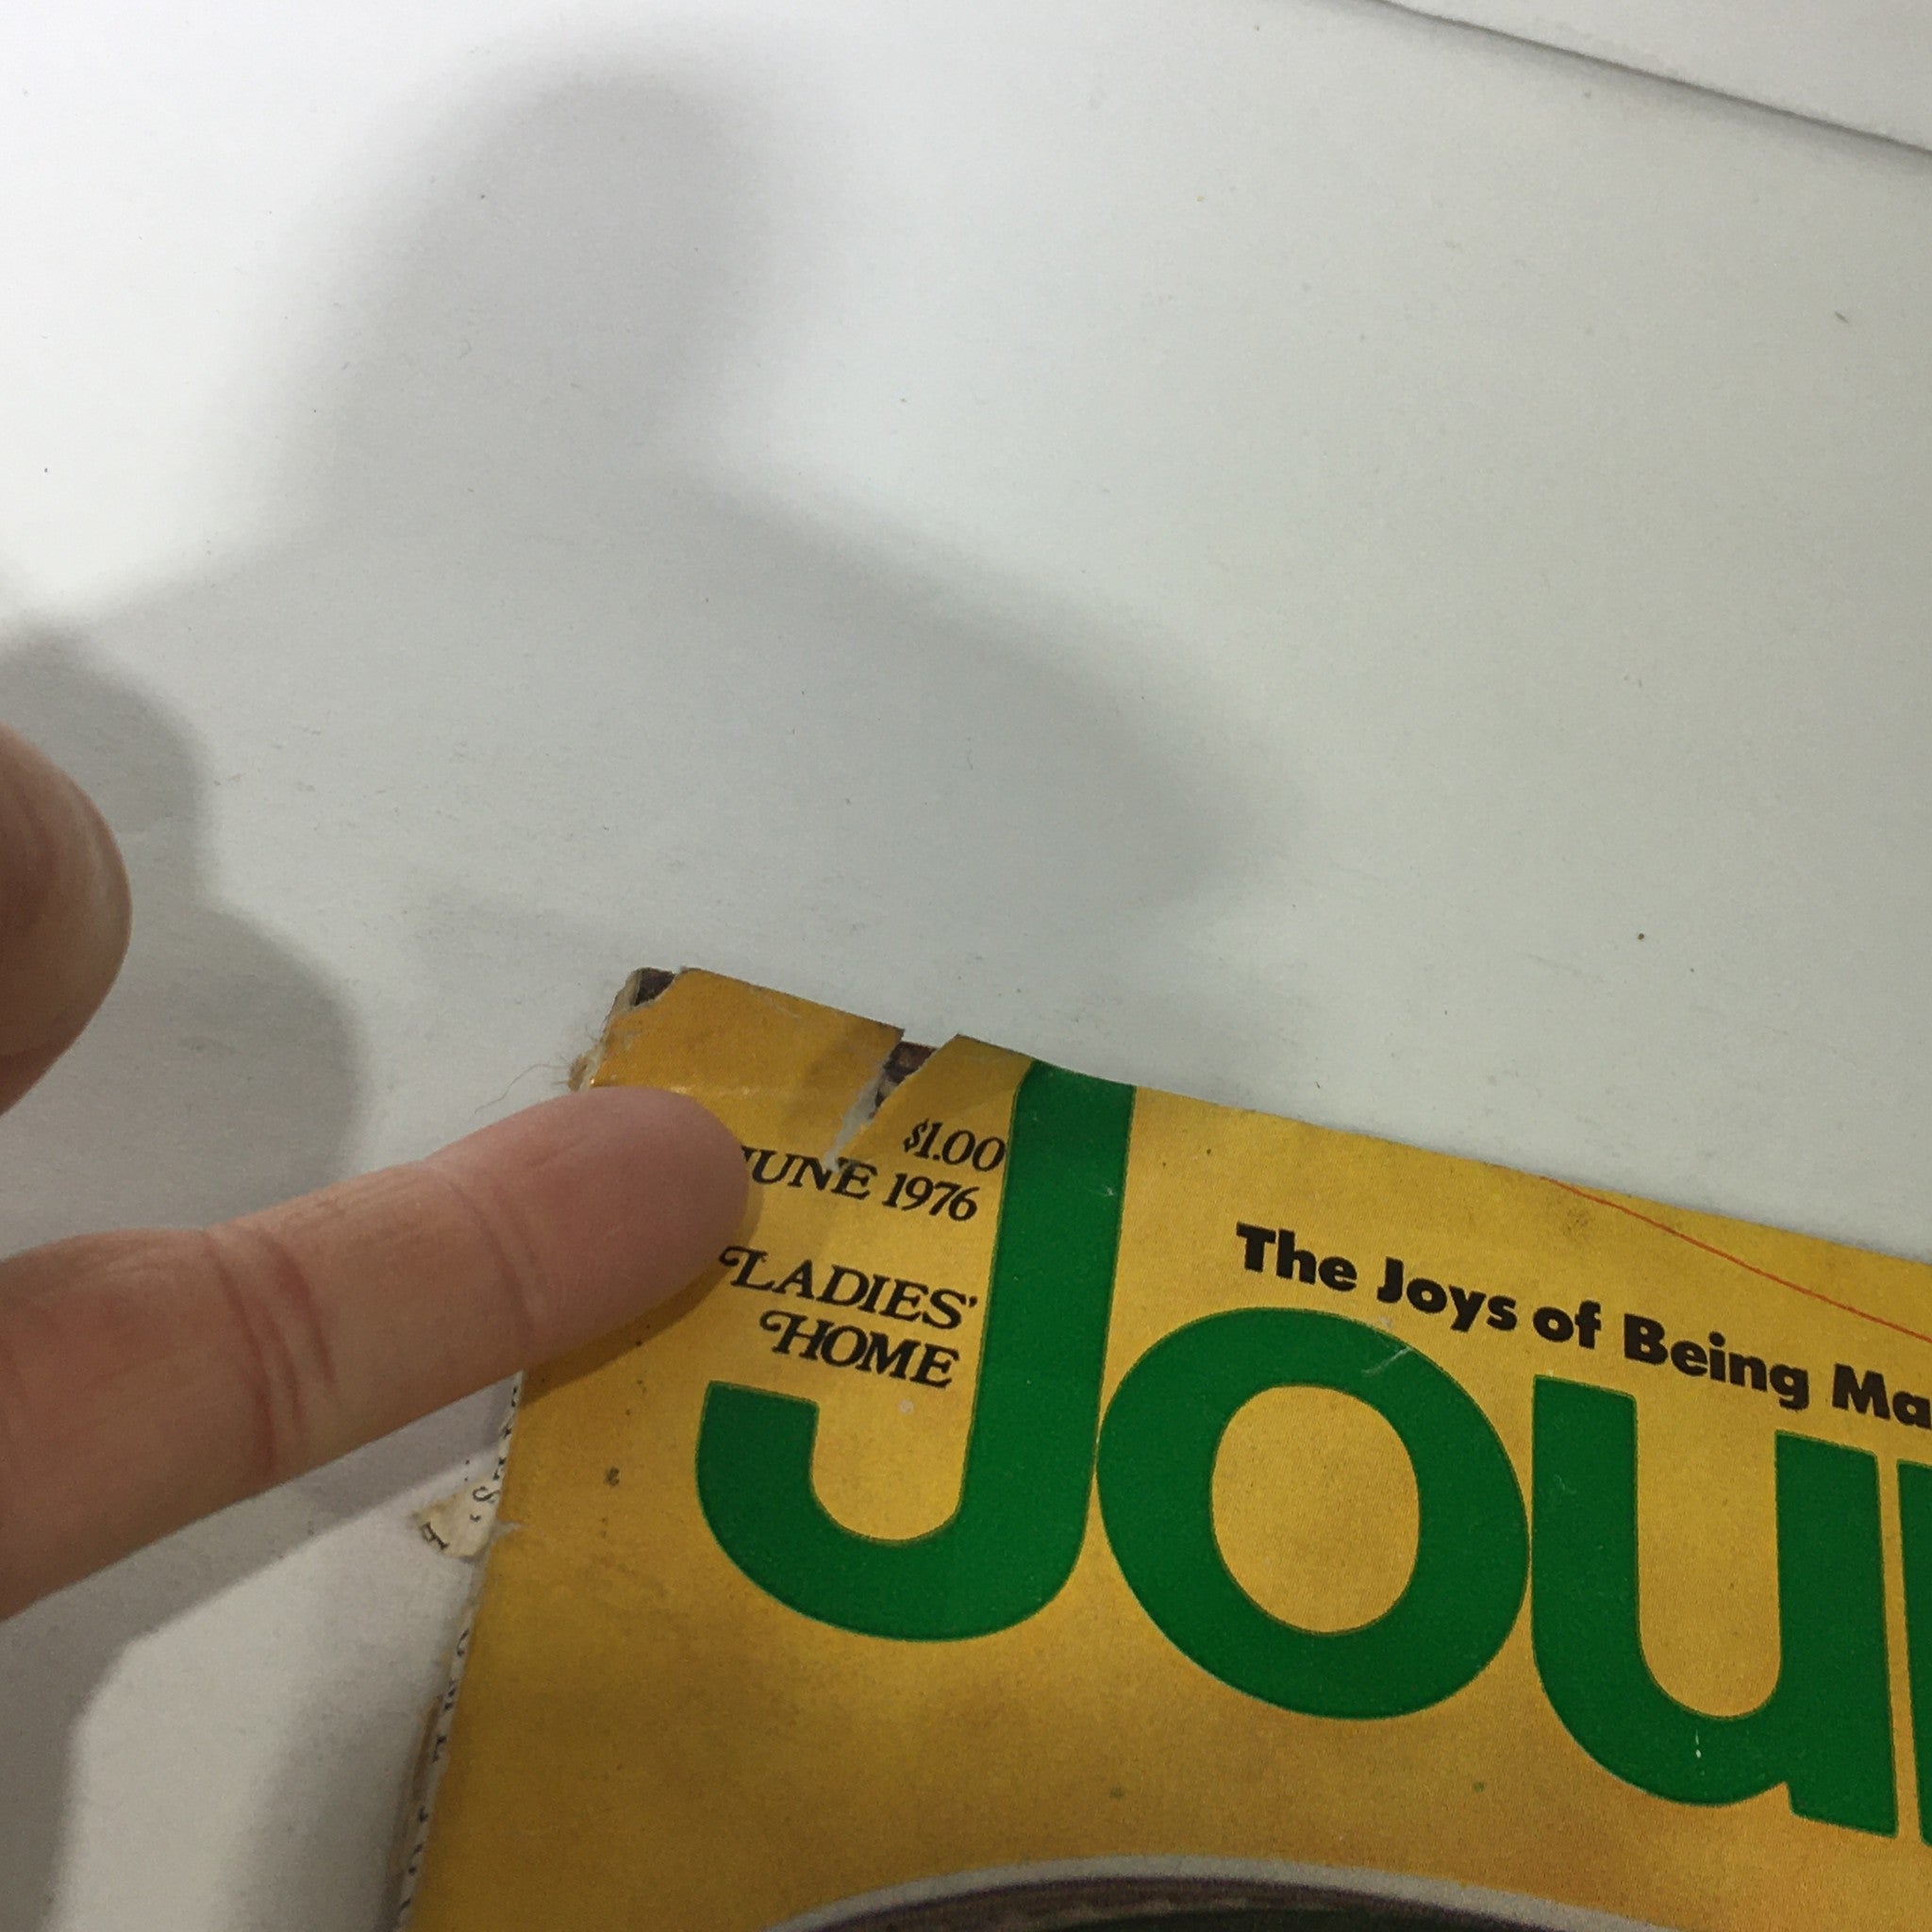 $1.00
JUNE 1976
LADIES'
HOME
Jou
The Joys of Being Ma